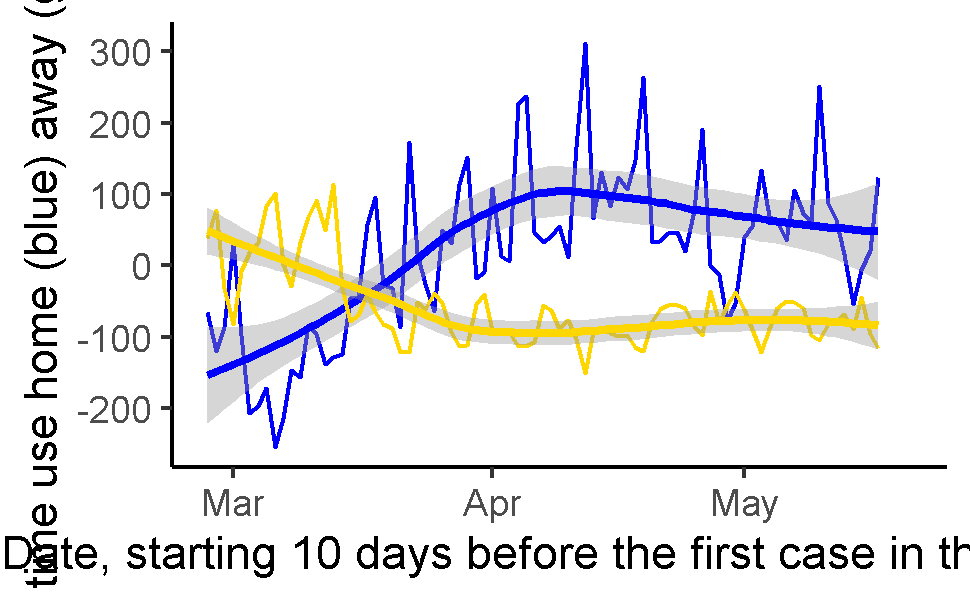 time use home (blue) away (
300
200
100
0
-100
-200
Mar Apr May
Date, starting 10 days before the first case in th